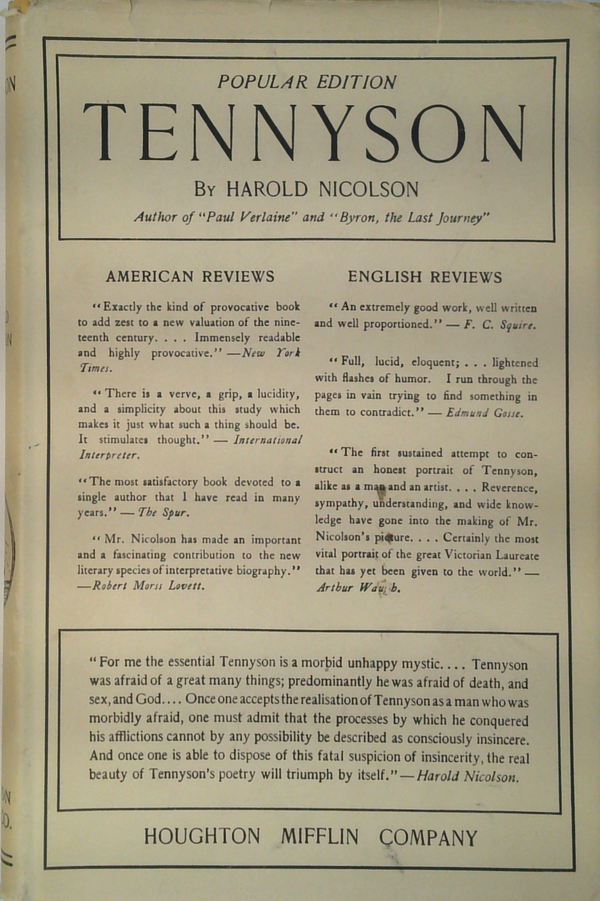 POPULAR EDITION
TENNYSON
BY HAROLD NICOLSON
Author of "Paul Verlaine" and "Byron, the Last Journey"
AMERICAN REVIEWS
"Exactly the kind of provocative book
to add zest to a new valuation of the nine-
teenth century. . . . Immensely readable
and highly provocative." —New York
Times.
"There is a verve, a grip, a lucidity,
and a simplicity about this study which
makes it just what such a thing should be.
It stimulates thought." — International
Interpreter.
"The most satisfactory book devoted to a
single author that I have read in many
years." — The Spur.
"Mr. Nicolson has made an important
and a fascinating contribution to the new
literary species of interpretative biography."
—Robert Morss Lovett.
ENGLISH REVIEWS
"An extremely good work, well written
and well proportioned." — F. C. Squire.
"Full, lucid, eloquent; . . . lightened
with flashes of humor. I run through the
pages in vain trying to find something in
them to contradict." — Edmund Gosse.
"The first sustained attempt to con-
struct an honest portrait of Tennyson,
alike as a man and an artist. . . . Reverence,
sympathy, understanding, and wide know-
ledge have gone into the making of Mr.
Nicolson's picture. . . . Certainly the most
vital portrait of the great Victorian Laureate
that has yet been given to the world." —
Arthur Waugh.
"For me the essential Tennyson is a morbid unhappy mystic.... Tennyson
was afraid of a great many things; predominantly he was afraid of death, and
sex, and God.... Once one accepts the realisation of Tennyson as a man who was
morbidly afraid, one must admit that the processes by which he conquered
his afflictions cannot by any possibility be described as consciously insincere.
And once one is able to dispose of this fatal suspicion of insincerity, the real
beauty of Tennyson's poetry will triumph by itself." — Harold Nicolson.
HOUGHTON MIFFLIN COMPANY